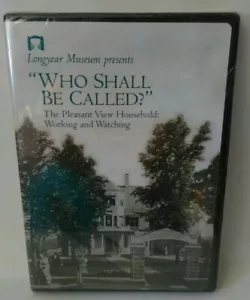 Longyear Museum presents
"WHO SHALL
BE CALLED?"
The Pleasant View Household:
Working and Watching